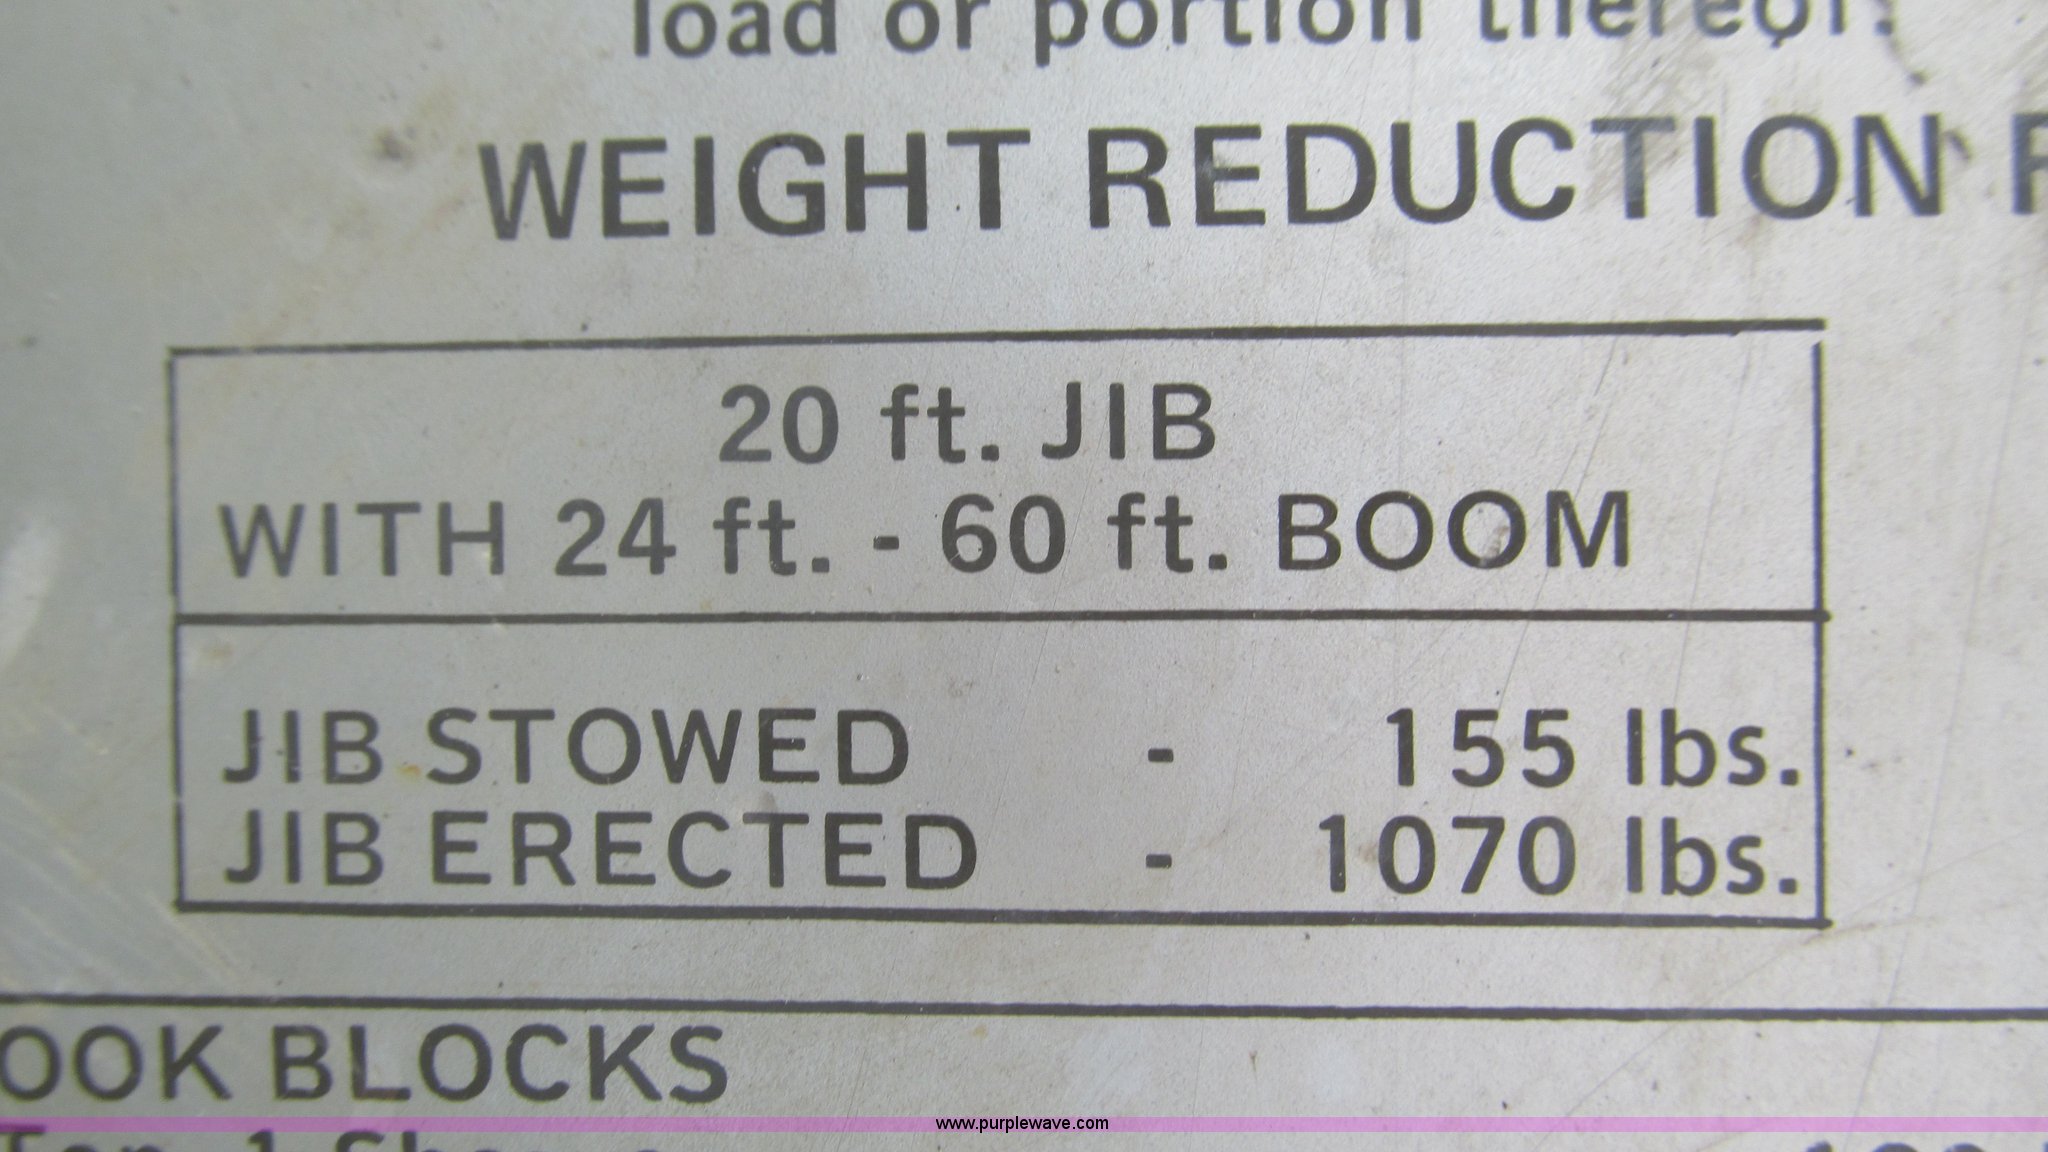 load or portion thereof.
WEIGHT REDUCTION
20 ft. JIB
WITH 24 ft. - 60 ft. BOOM
JIB STOWED - 155 lbs.
JIB ERECTED - 1070 lbs.
OOK BLOCKS
www.purplewave.com